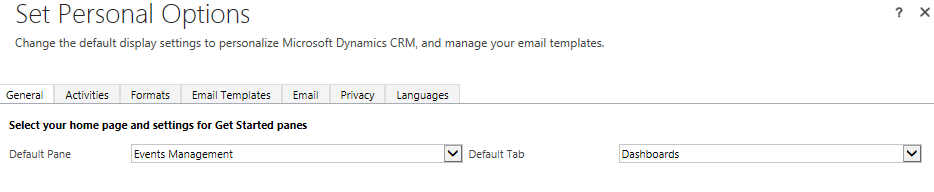 Set Personal Options
?
Change the default display settings to personalize Microsoft Dynamics CRM, and manage your email templates.
General Activities Formats Email Templates Email Privacy Languages
Select your home page and settings for Get Started panes
Default Pane Events Management Default Tab Dashboards